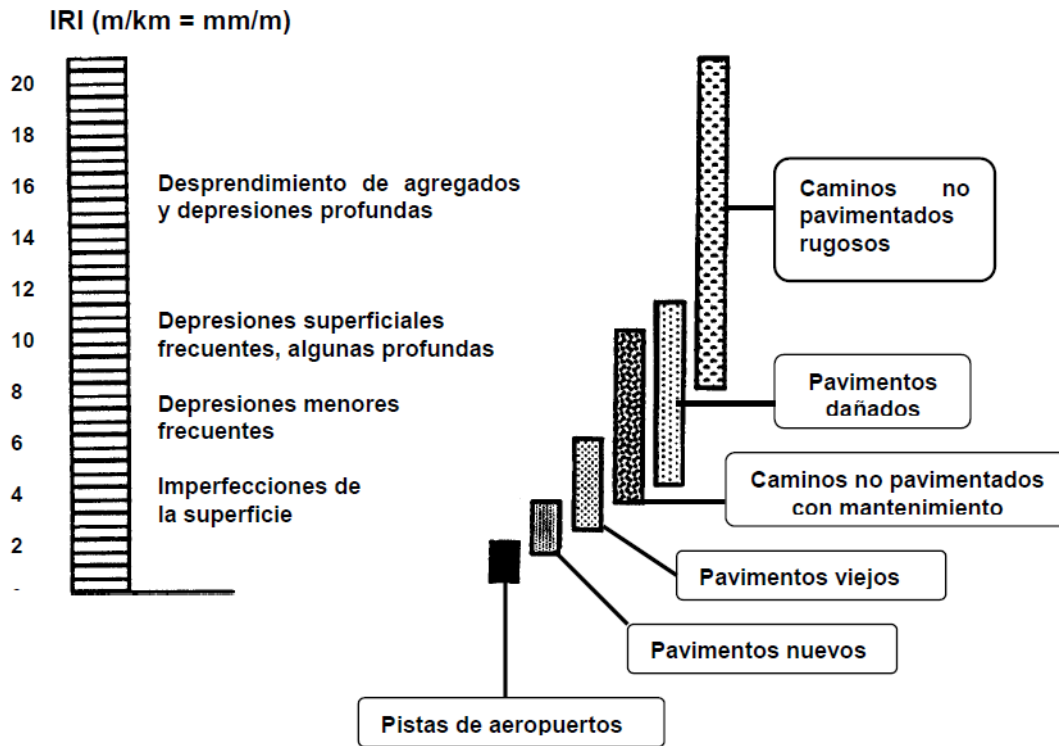 IRI (m/km = mm/m)
20
18
16
14
12
10
8
6
4
2
-
Desprendimiento de agregados
y depresiones profundas
Depresiones superficiales
frecuentes, algunas profundas
Depresiones menores
frecuentes
Imperfecciones de
la superficie
Caminos no
pavimentados
rugosos
Pavimentos
dañados
Caminos no pavimentados
con mantenimiento
Pavimentos viejos
Pavimentos nuevos
Pistas de aeropuertos